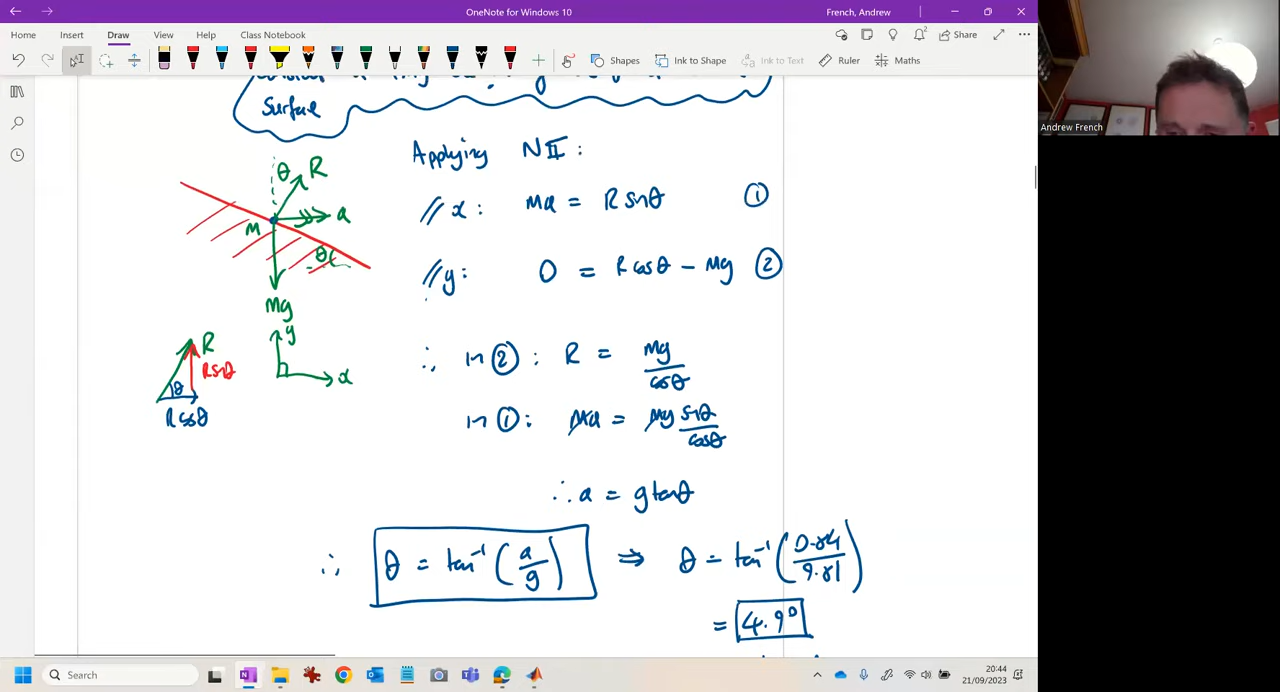 OneNote for Windows 10
French, Andrew
Home Insert Draw View Help Class Notebook
Share
Shapes Ink to Shape Ink to Text Ruler Maths
Andrew French
Surface
Applying NII:
θ R
// x: Ma = R sinθ ①
a
M
θ
// y: 0 = R cosθ - Mg ②
Mg
y
x
R
R sinθ
θ
R cosθ
∴ in ②: R = Mg / cosθ
in ①: Ma = Mg sinθ / cosθ
∴ a = g tanθ
∴ θ = tan⁻¹ (a / g) ⇒ θ = tan⁻¹ (0.84 / 9.81)
= 4.9°
Search
20:44
21/09/2023